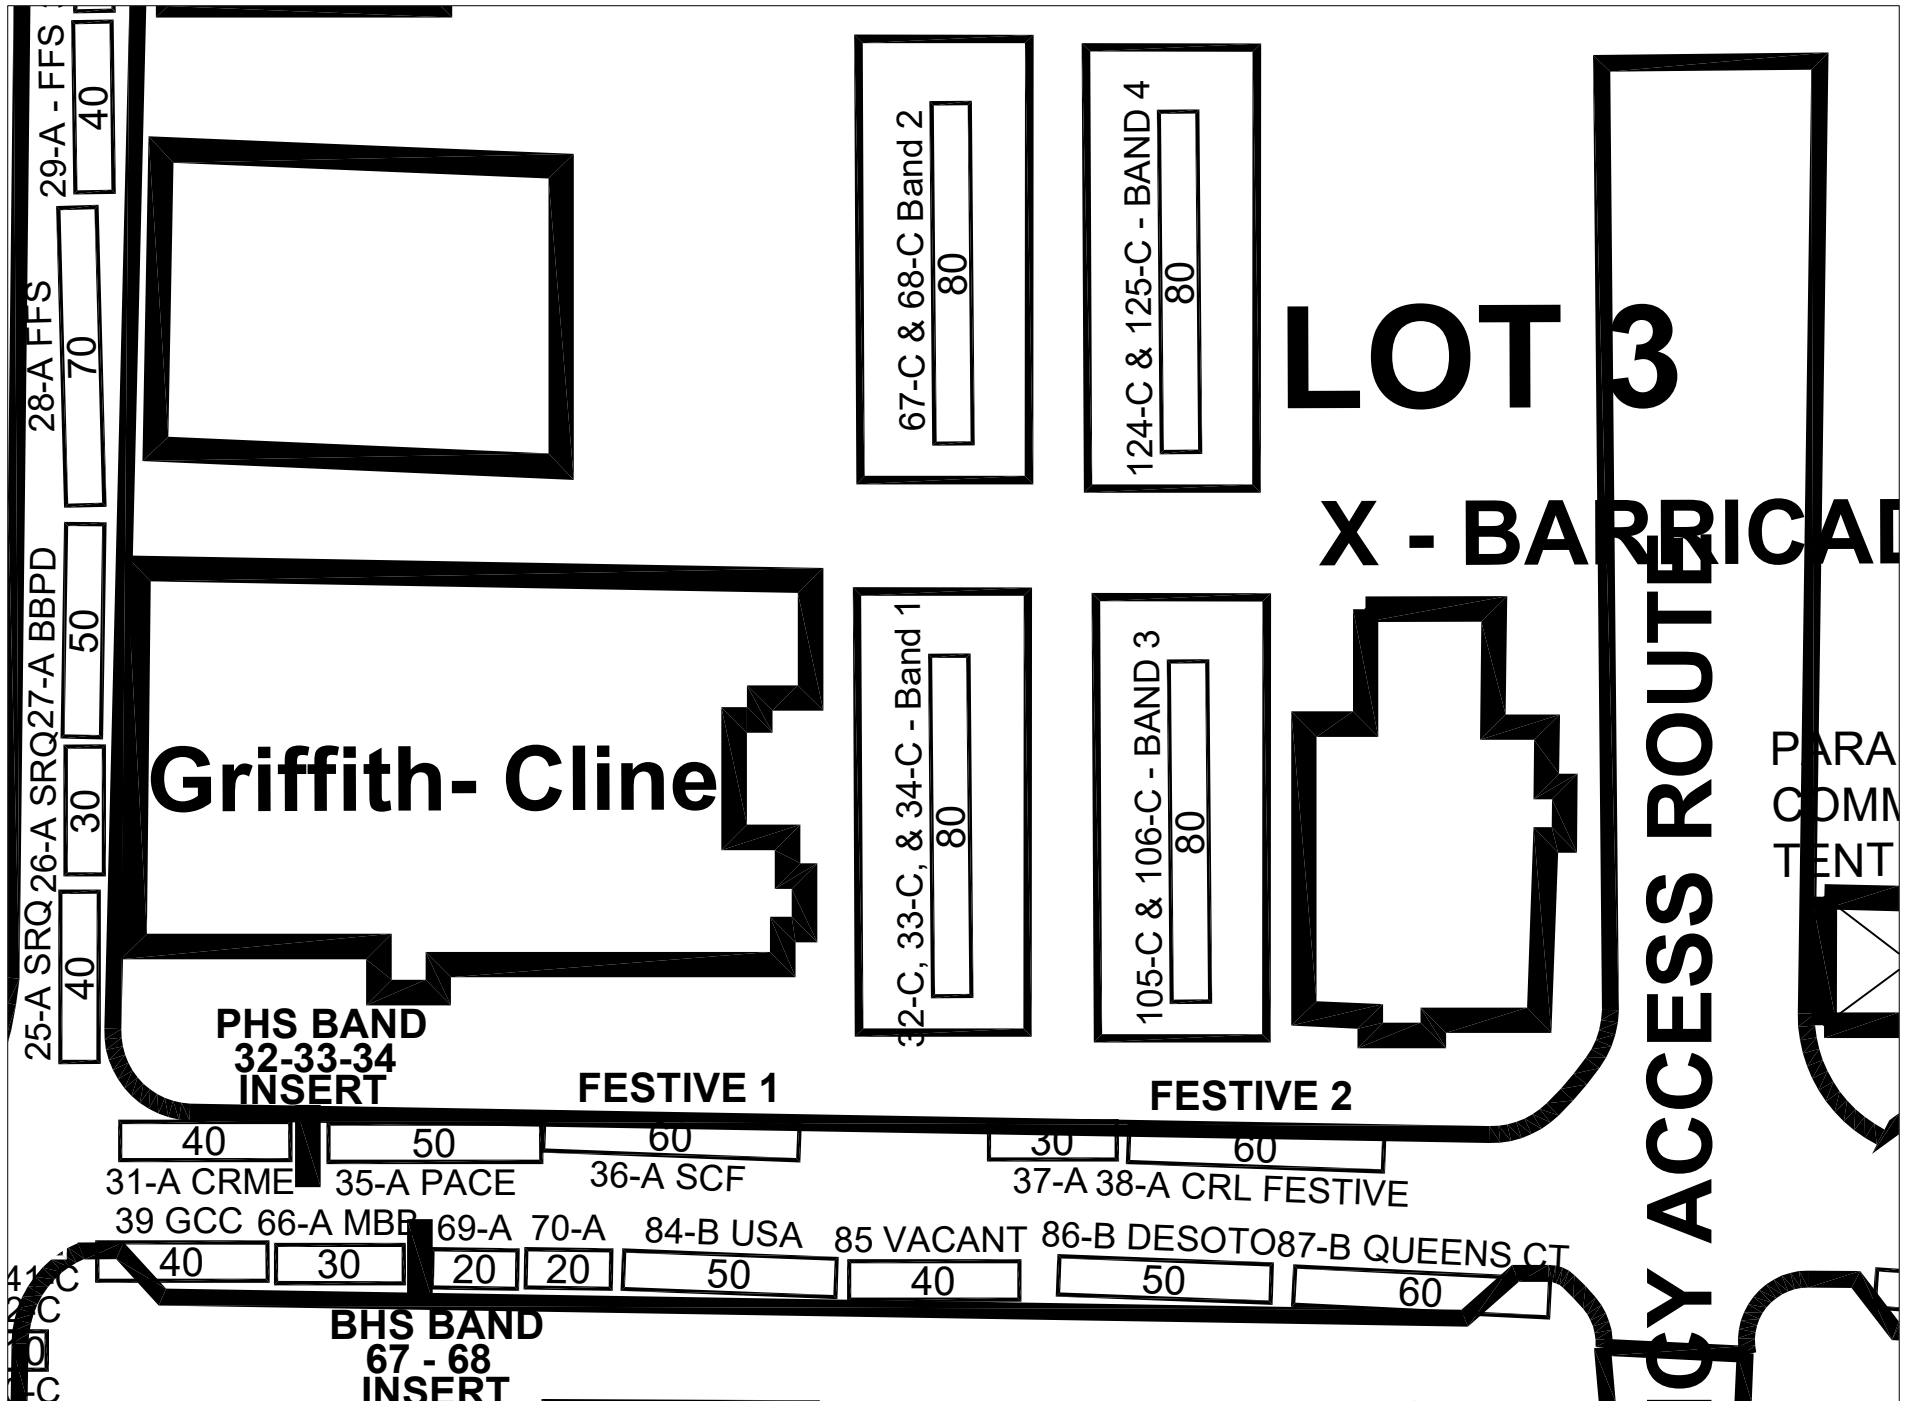 29-A - FFS
40
28-A FFS
70
27-A BBPD
50
26-A SRQ
30
25-A SRQ
40
67-C & 68-C Band 2
80
124-C & 125-C - BAND 4
80
LOT 3
X - BARRICAD
32-C, 33-C, & 34-C - Band 1
80
105-C & 106-C - BAND 3
80
Griffith- Cline
CY ACCESS ROUTE
PARA
COMM
TENT
PHS BAND
32-33-34
INSERT
FESTIVE 1
FESTIVE 2
40
50
60
30
60
31-A CRME
35-A PACE
36-A SCF
37-A
38-A CRL FESTIVE
39 GCC
66-A MBB
69-A
70-A
84-B USA
85 VACANT
86-B DESOTO
87-B QUEENS CT
40
30
20
20
50
40
50
60
BHS BAND
67 - 68
INSERT